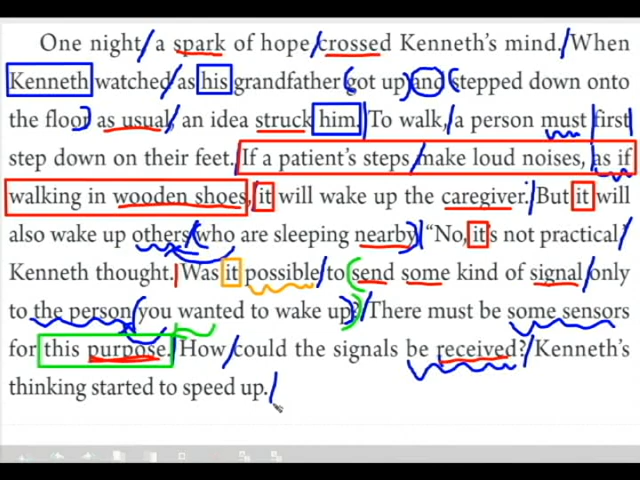 One night, a spark of hope crossed Kenneth's mind. When
Kenneth watched as his grandfather got up and stepped down onto
the floor as usual, an idea struck him. To walk, a person must first
step down on their feet. If a patient's steps make loud noises, as if
walking in wooden shoes, it will wake up the caregiver. But it will
also wake up others who are sleeping nearby. “No, it's not practical,”
Kenneth thought. Was it possible to send some kind of signal only
to the person you wanted to wake up? There must be some sensors
for this purpose. How could the signals be received? Kenneth's
thinking started to speed up.